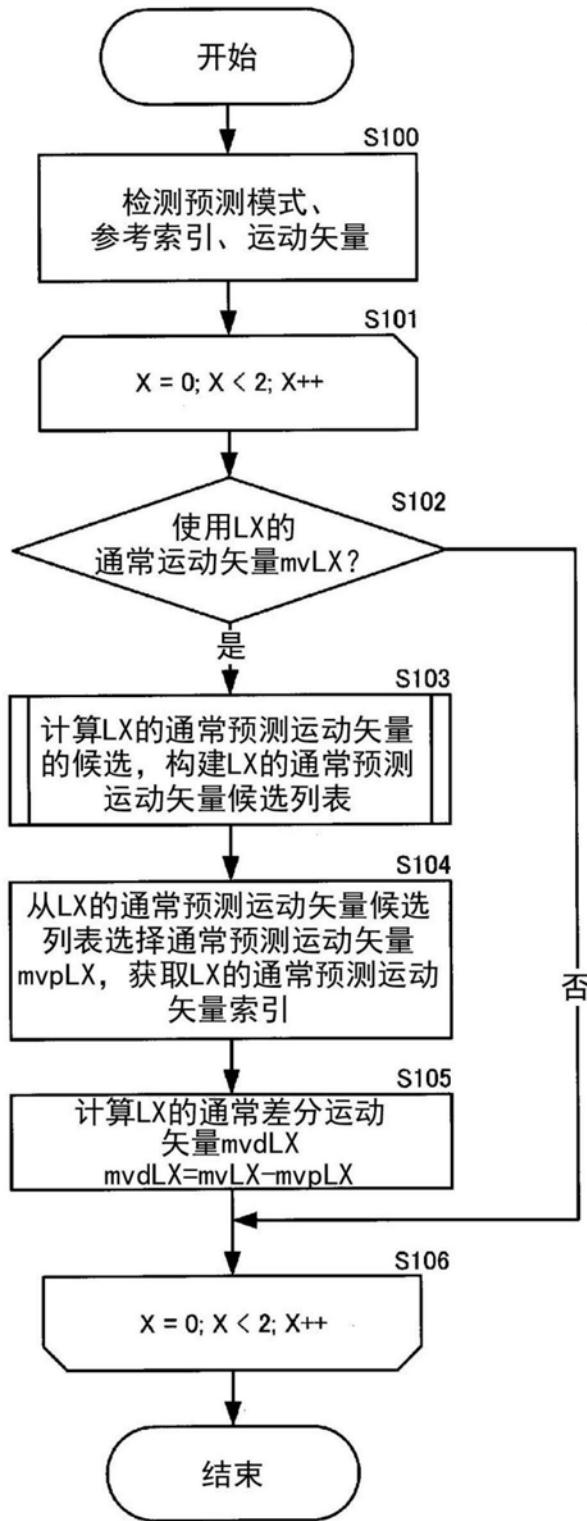 开始
S100
检测预测模式、
参考索引、运动矢量
S101
X = 0; X < 2; X++
S102
使用LX的
通常运动矢量mvLX?
是
S103
计算LX的通常预测运动矢量
的候选，构建LX的通常预测
运动矢量候选列表
S104
从LX的通常预测运动矢量候选
列表选择通常预测运动矢量
mvpLX，获取LX的通常预测运动
矢量索引
否
S105
计算LX的通常差分运动
矢量mvdLX
mvdLX=mvLX-mvpLX
S106
X = 0; X < 2; X++
结束